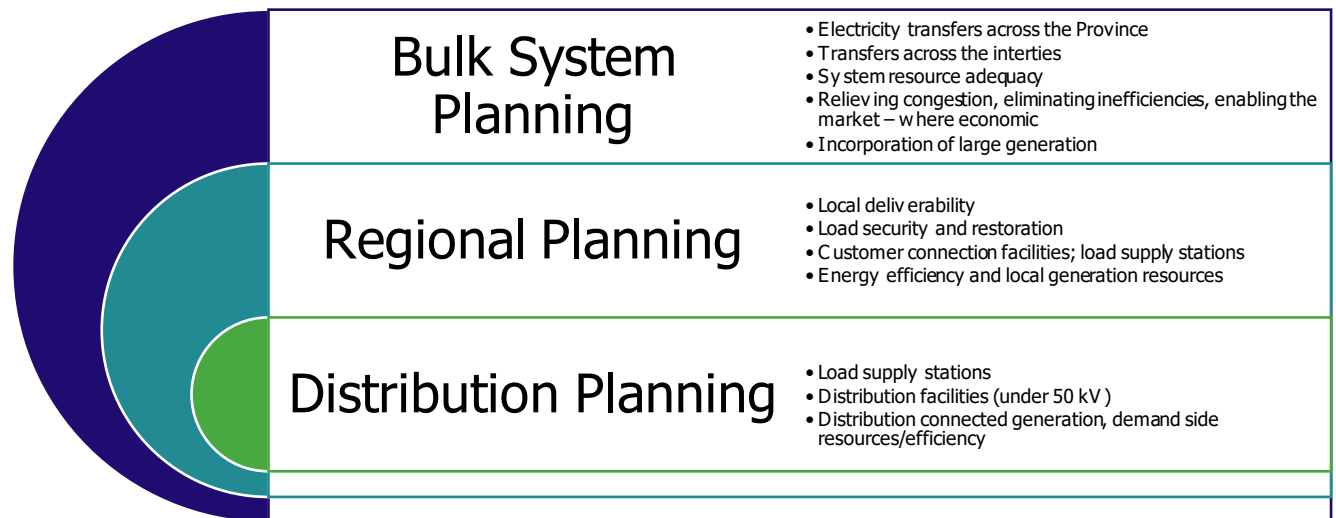 Bulk System
Planning
• Electricity transfers across the Province
• Transfers across the interties
• System resource adequacy
• Relieving congestion, eliminating inefficiencies, enabling the
market – where economic
• Incorporation of large generation
Regional Planning
• Local deliverability
• Load security and restoration
• Customer connection facilities; load supply stations
• Energy efficiency and local generation resources
Distribution Planning
• Load supply stations
• Distribution facilities (under 50 kV)
• Distribution connected generation, demand side
resources/efficiency